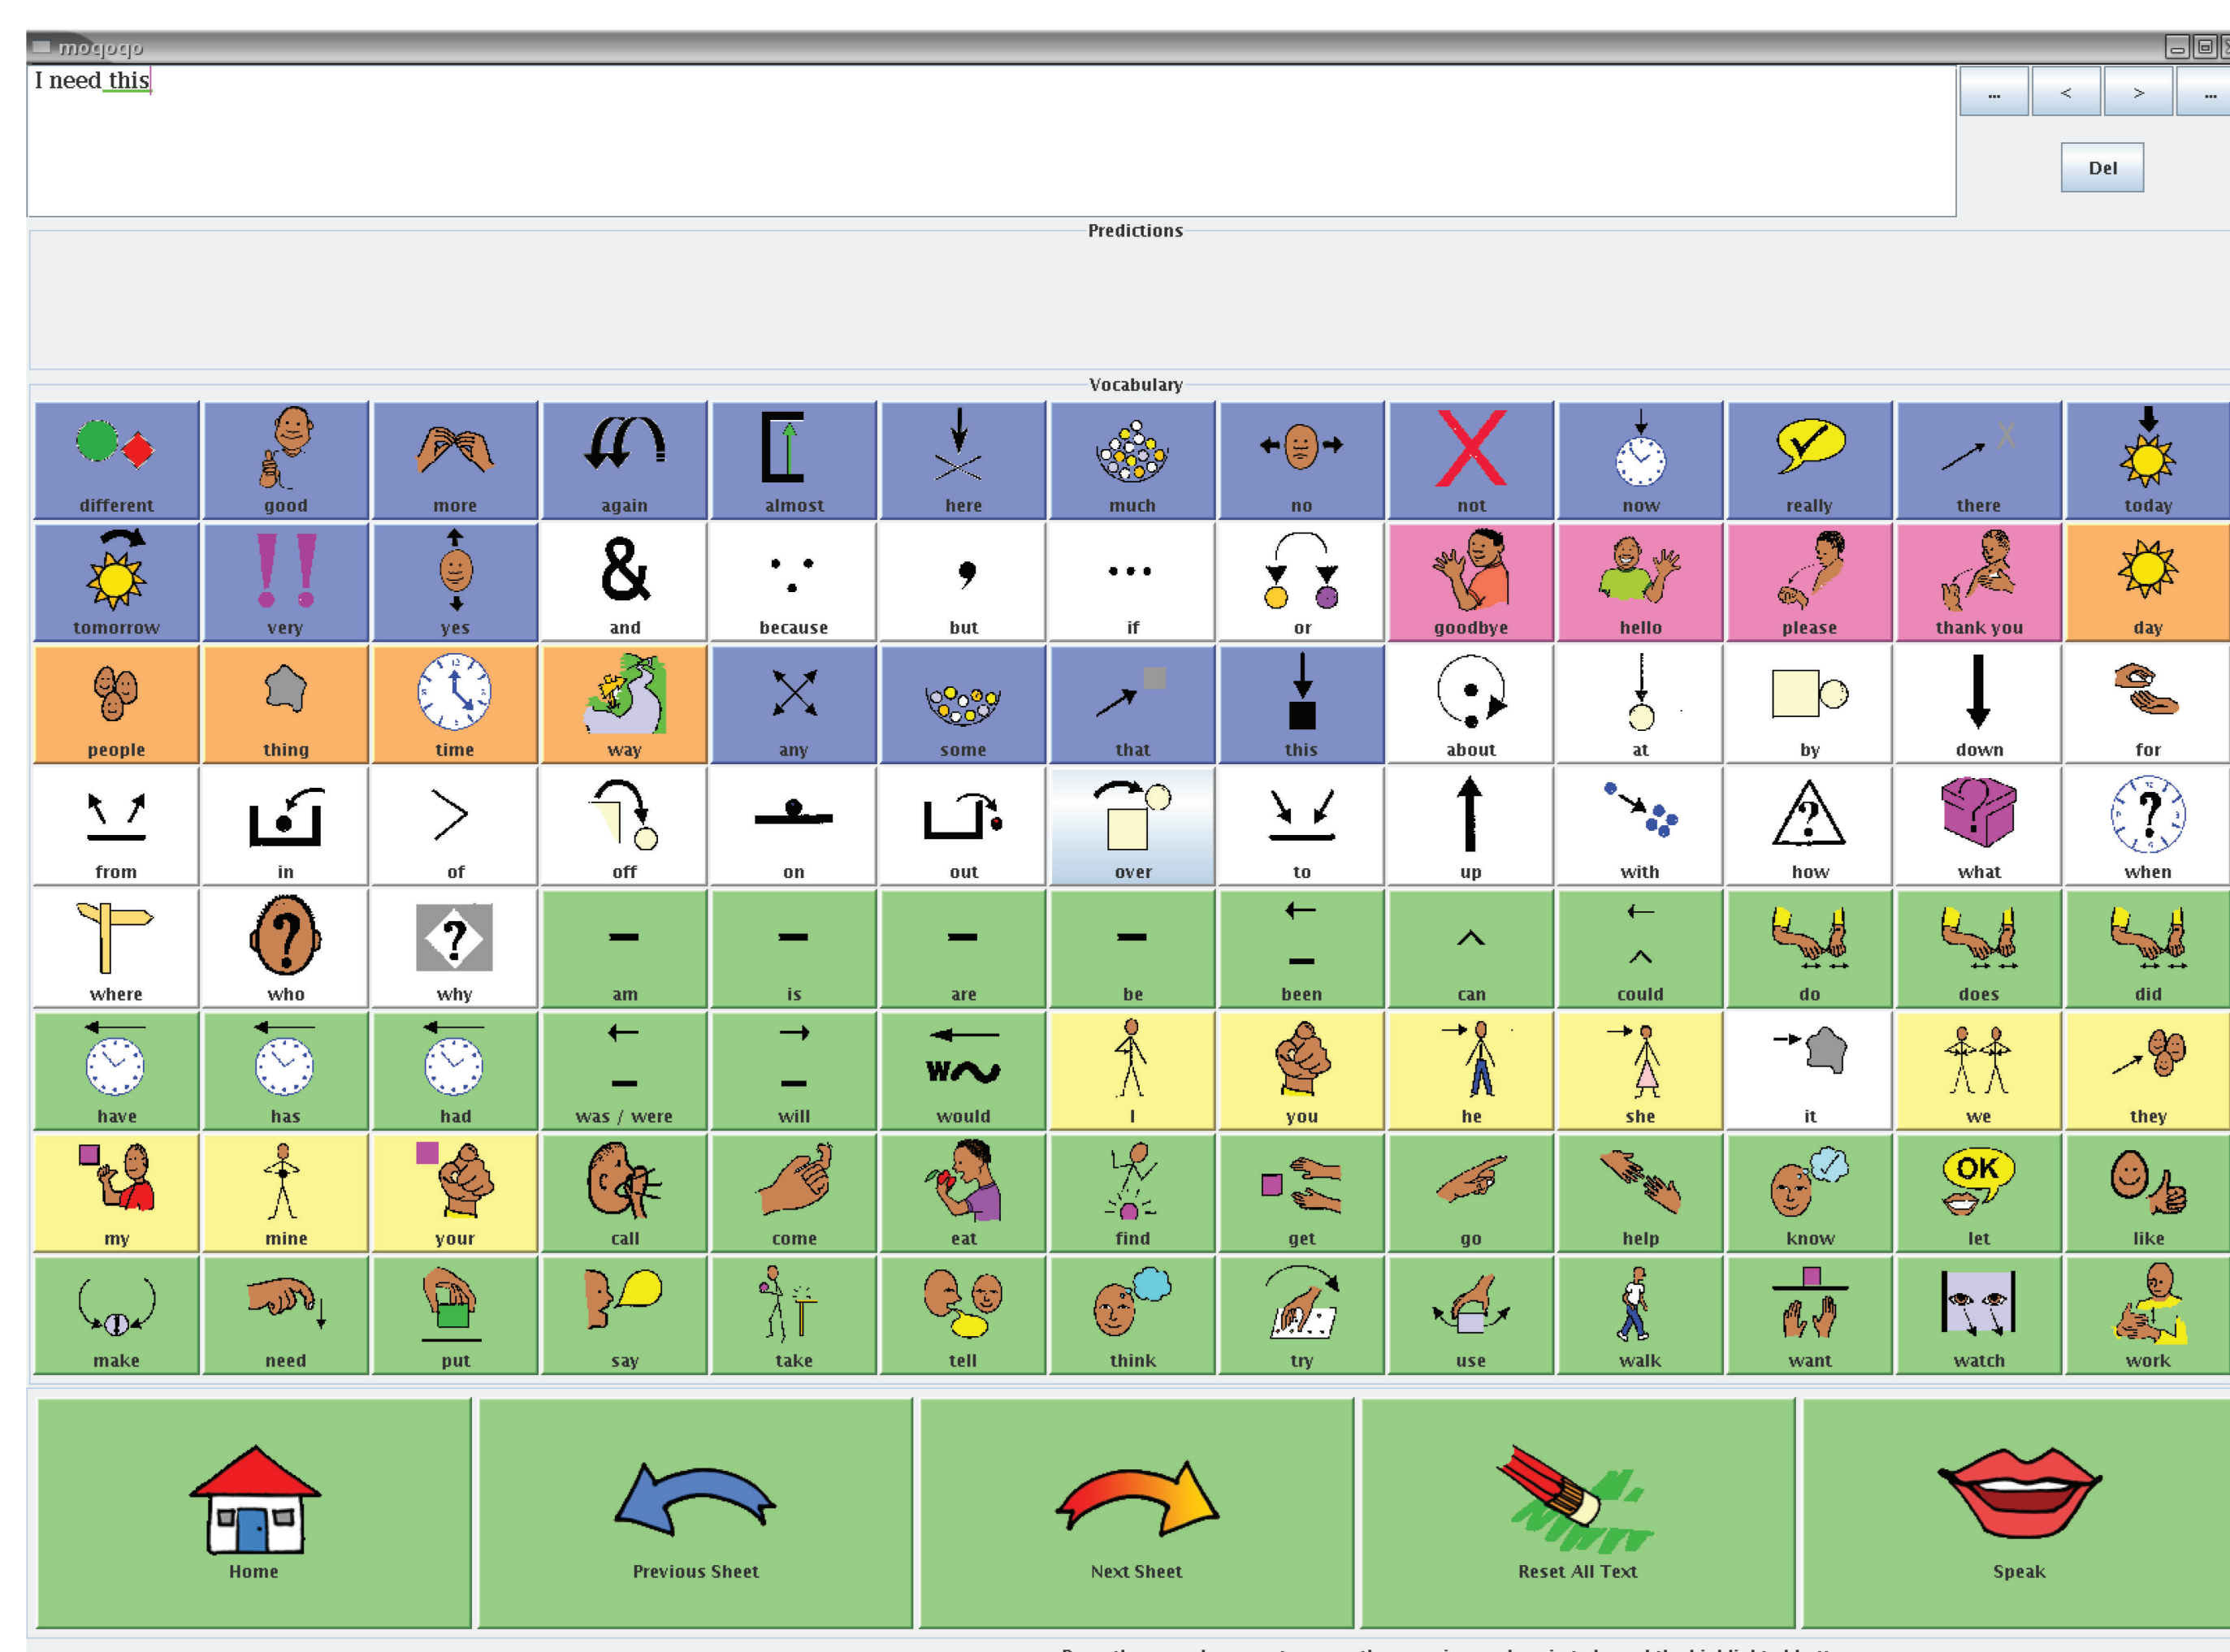 moqoqo
I need this
... < > ...
Del
Predictions
Vocabulary
different good more again almost here much no not now really there today
tomorrow very yes and because but if or goodbye hello please thank you day
people thing time way any some that this about at by down for
from in of off on out over to up with how what when
where who why am is are be been can could do does did
have has had was / were will would I you he she it we they
my mine your call come eat find get go help know let like
make need put say take tell think try use walk want watch work
Home Previous Sheet Next Sheet Reset All Text Speak